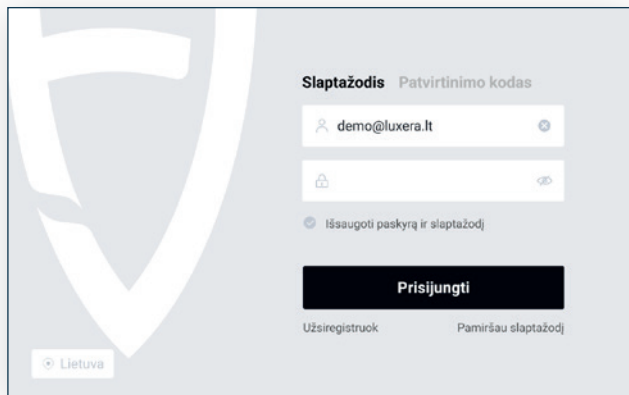 Slaptažodis Patvirtinimo kodas
demo@luxera.lt
Išsaugoti paskyrą ir slaptažodį
Prisijungti
Užsiregistruok Pamiršau slaptažodį
Lietuva